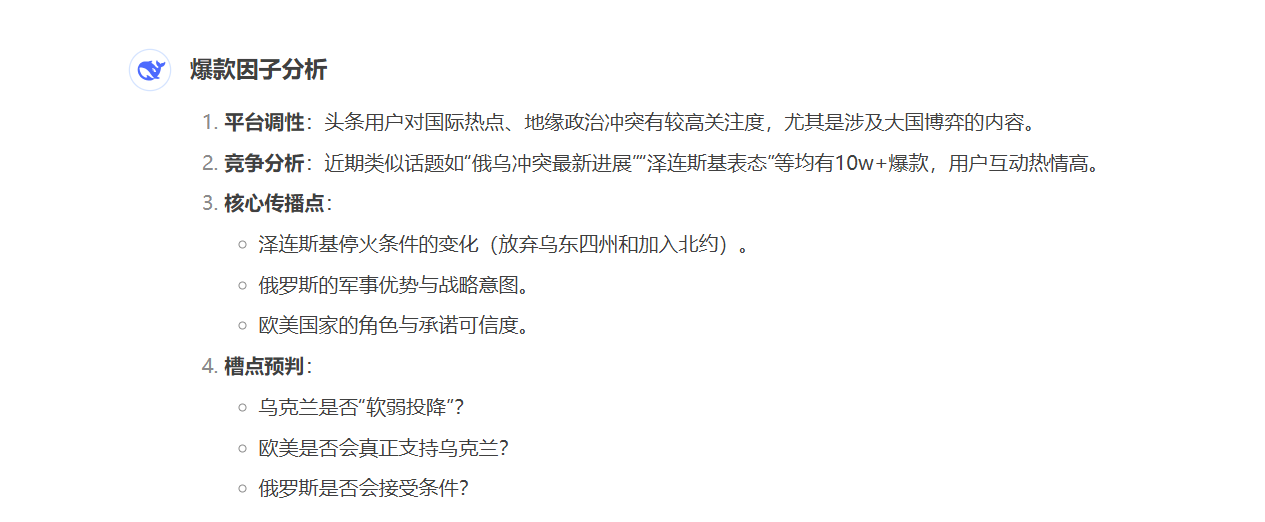 爆款因子分析
1. 平台调性：头条用户对国际热点、地缘政治冲突有较高关注度，尤其是涉及大国博弈的内容。
2. 竞争分析：近期类似话题如“俄乌冲突最新进展”“泽连斯基表态”等均有10w+爆款，用户互动热情高。
3. 核心传播点：
泽连斯基停火条件的变化（放弃乌东四州和加入北约）。
俄罗斯的军事优势与战略意图。
欧美国家的角色与承诺可信度。
4. 槽点预判：
乌克兰是否“软弱投降”？
欧美是否会真正支持乌克兰？
俄罗斯是否会接受条件？